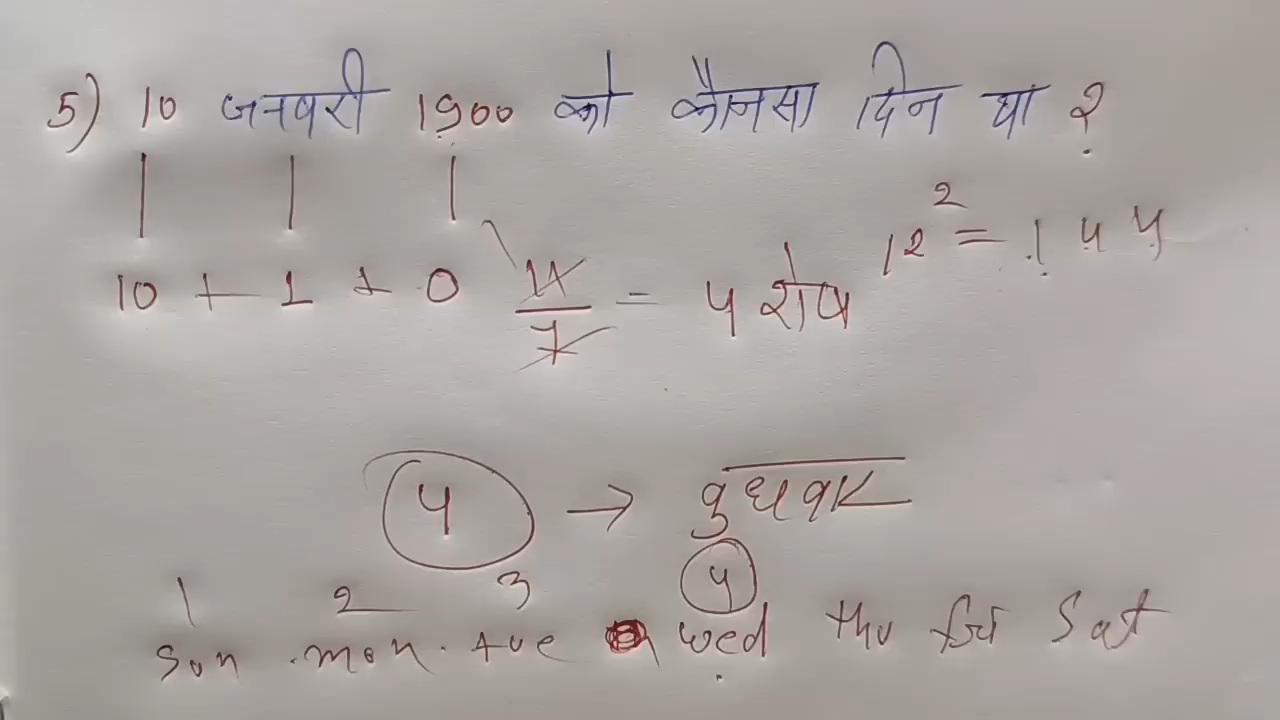 5) 10 जनवरी 1900 को कौनसा दिन था ?
12² = 144
10 + 1 + 0 11/7 = 4 शेष
4 → बुधवार
1 2 3 4
Sun mon tue wed thu fri Sat